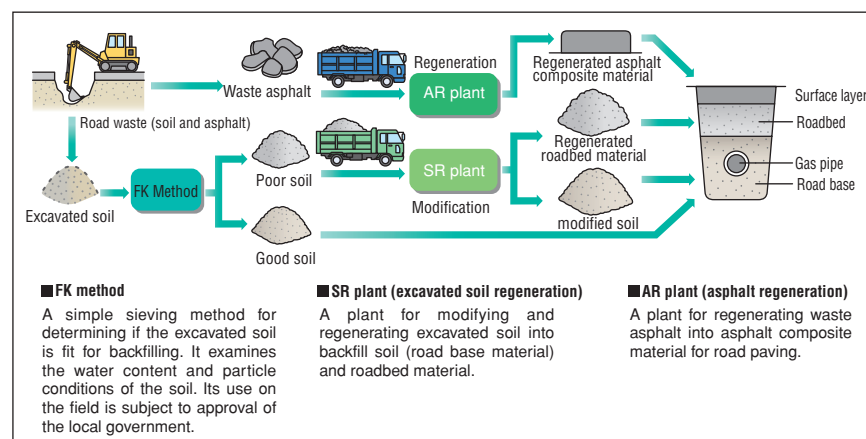 Regeneration
Waste asphalt
AR plant
Regenerated asphalt
composite material
Surface layer
Roadbed
Gas pipe
Road base
Road waste (soil and asphalt)
Excavated soil
FK Method
Poor soil
SR plant
Modification
Regenerated
roadbed material
modified soil
Good soil
■FK method
A simple sieving method for
determining if the excavated soil
is fit for backfilling. It examines
the water content and particle
conditions of the soil. Its use on
the field is subject to approval of
the local government.
■SR plant (excavated soil regeneration)
A plant for modifying and
regenerating excavated soil into
backfill soil (road base material)
and roadbed material.
■AR plant (asphalt regeneration)
A plant for regenerating waste
asphalt into asphalt composite
material for road paving.